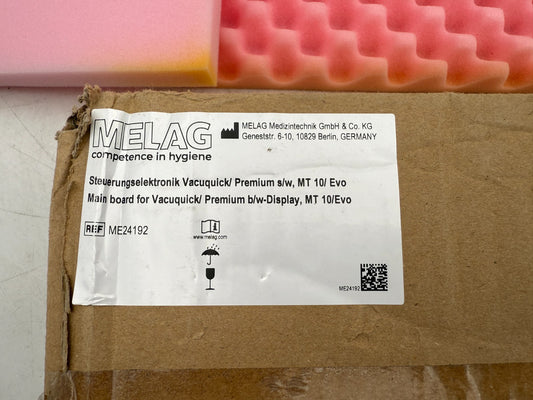 MELAG
competence in hygiene
MELAG Medizintechnik GmbH & Co. KG
Geneststr. 6-10, 10829 Berlin, GERMANY
Steuerungselektronik Vacuquick/ Premium s/w, MT 10/ Evo
Main board for Vacuquick/ Premium b/w-Display, MT 10/Evo
REF ME24192
www.melag.com
ME24192